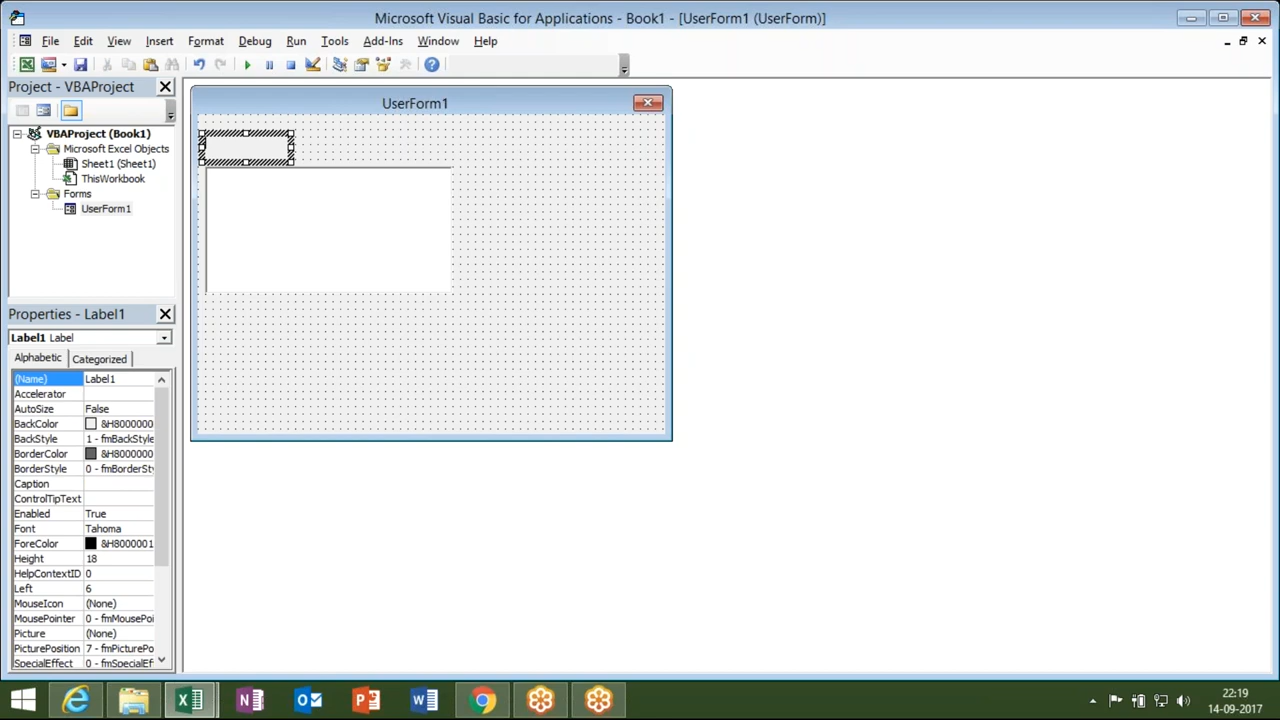 Microsoft Visual Basic for Applications - Book1 - [UserForm1 (UserForm)]
File Edit View Insert Format Debug Run Tools Add-Ins Window Help
Project - VBAProject
UserForm1
VBAProject (Book1)
Microsoft Excel Objects
Sheet1 (Sheet1)
ThisWorkbook
Forms
UserForm1
Properties - Label1
Label1 Label
Alphabetic Categorized
(Name) Label1
Accelerator
AutoSize False
BackColor &H8000000
BackStyle 1 - fmBackStyle
BorderColor &H8000000
BorderStyle 0 - fmBorderSt
Caption
ControlTipText
Enabled True
Font Tahoma
ForeColor &H8000001
Height 18
HelpContextID 0
Left 6
MouseIcon (None)
MousePointer 0 - fmMousePoi
Picture (None)
PicturePosition 7 - fmPicturePo
SpecialEffect 0 - fmSpecialEf
22:19
14-09-2017